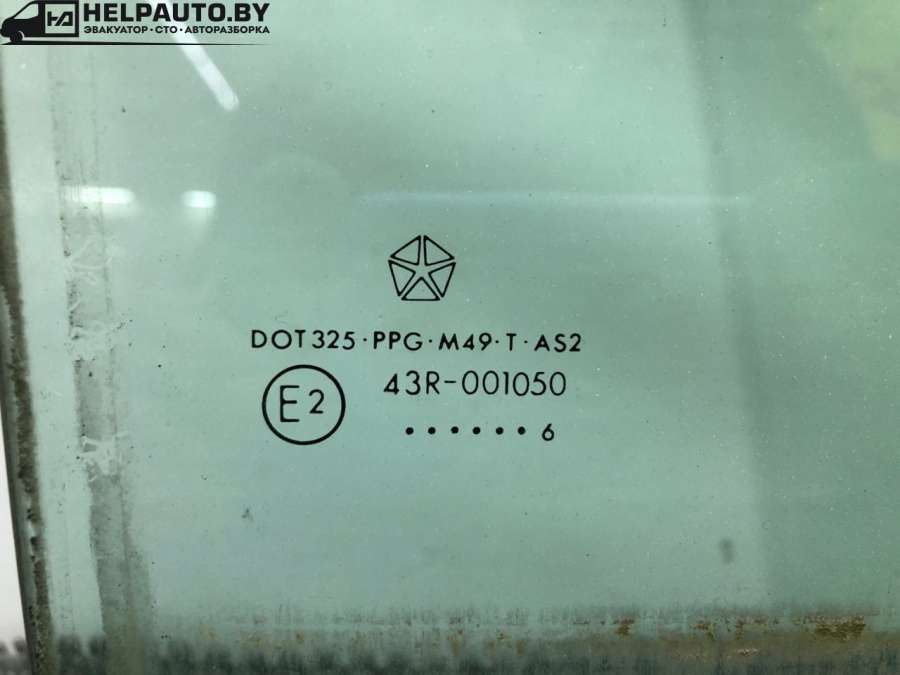 HELPAUTO.BY
ЭВАКУАТОР·СТО·АВТОРАЗБОРКА
DOT325·PPG·M49·T·AS2
E2
43R-001050
······6